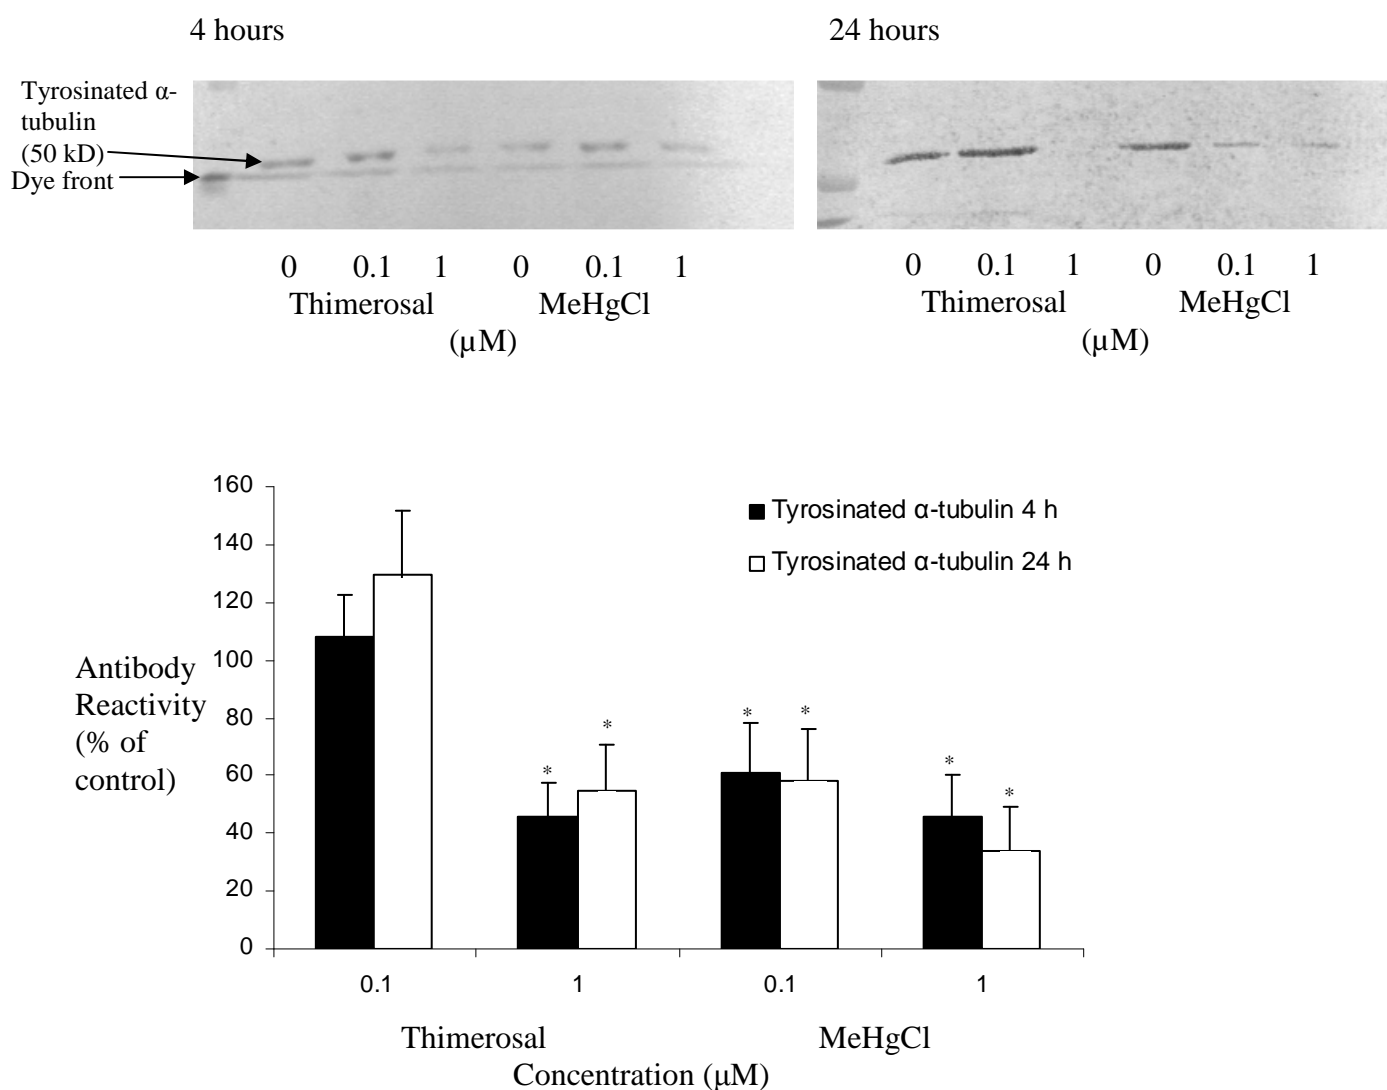 4 hours
24 hours
Tyrosinated α-
tubulin
(50 kD)
Dye front
0 0.1 1 0 0.1 1
Thimerosal MeHgCl
(µM)
0 0.1 1 0 0.1 1
Thimerosal MeHgCl
(µM)
160
140
120
100
80
60
40
20
0
Antibody
Reactivity
(% of
control)
Tyrosinated α-tubulin 4 h
Tyrosinated α-tubulin 24 h
* * * * * *
0.1 1 0.1 1
Thimerosal MeHgCl
Concentration (µM)